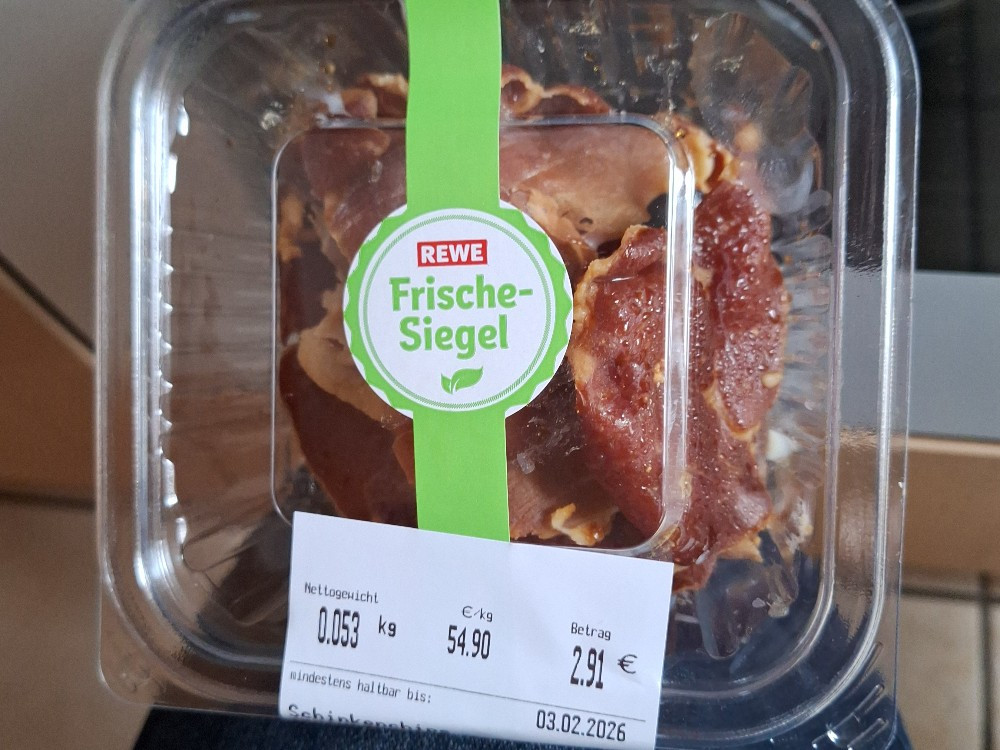 REWE
Frische-
Siegel
Nettogewicht
0.053 kg
€/kg
54.90
Betrag
2.91 €
mindestens haltbar bis:
03.02.2026